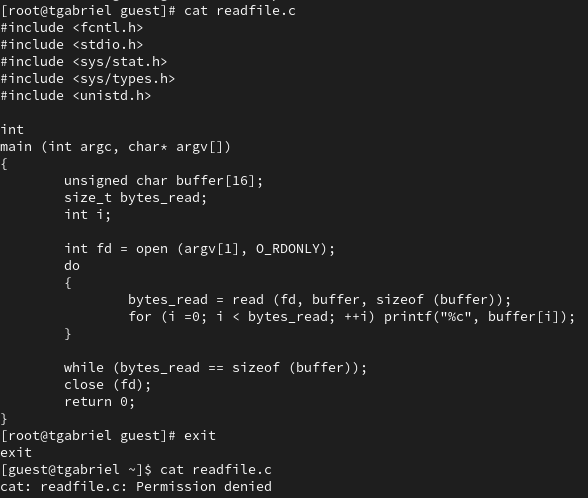 [root@tgabriel guest]# cat readfile.c
#include <fcntl.h>
#include <stdio.h>
#include <sys/stat.h>
#include <sys/types.h>
#include <unistd.h>
int
main (int argc, char* argv[])
{
unsigned char buffer[16];
size_t bytes_read;
int i;
int fd = open (argv[1], O_RDONLY);
do
{
bytes_read = read (fd, buffer, sizeof (buffer));
for (i =0; i < bytes_read; ++i) printf("%c", buffer[i]);
}
while (bytes_read == sizeof (buffer));
close (fd);
return 0;
}
[root@tgabriel guest]# exit
exit
[guest@tgabriel ~]$ cat readfile.c
cat: readfile.c: Permission denied